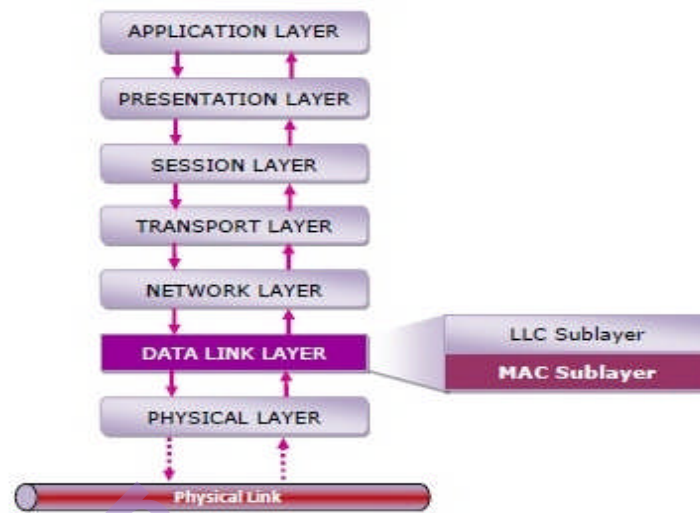 APPLICATION LAYER
PRESENTATION LAYER
SESSION LAYER
TRANSPORT LAYER
NETWORK LAYER
DATA LINK LAYER
LLC Sublayer
MAC Sublayer
PHYSICAL LAYER
Physical Link